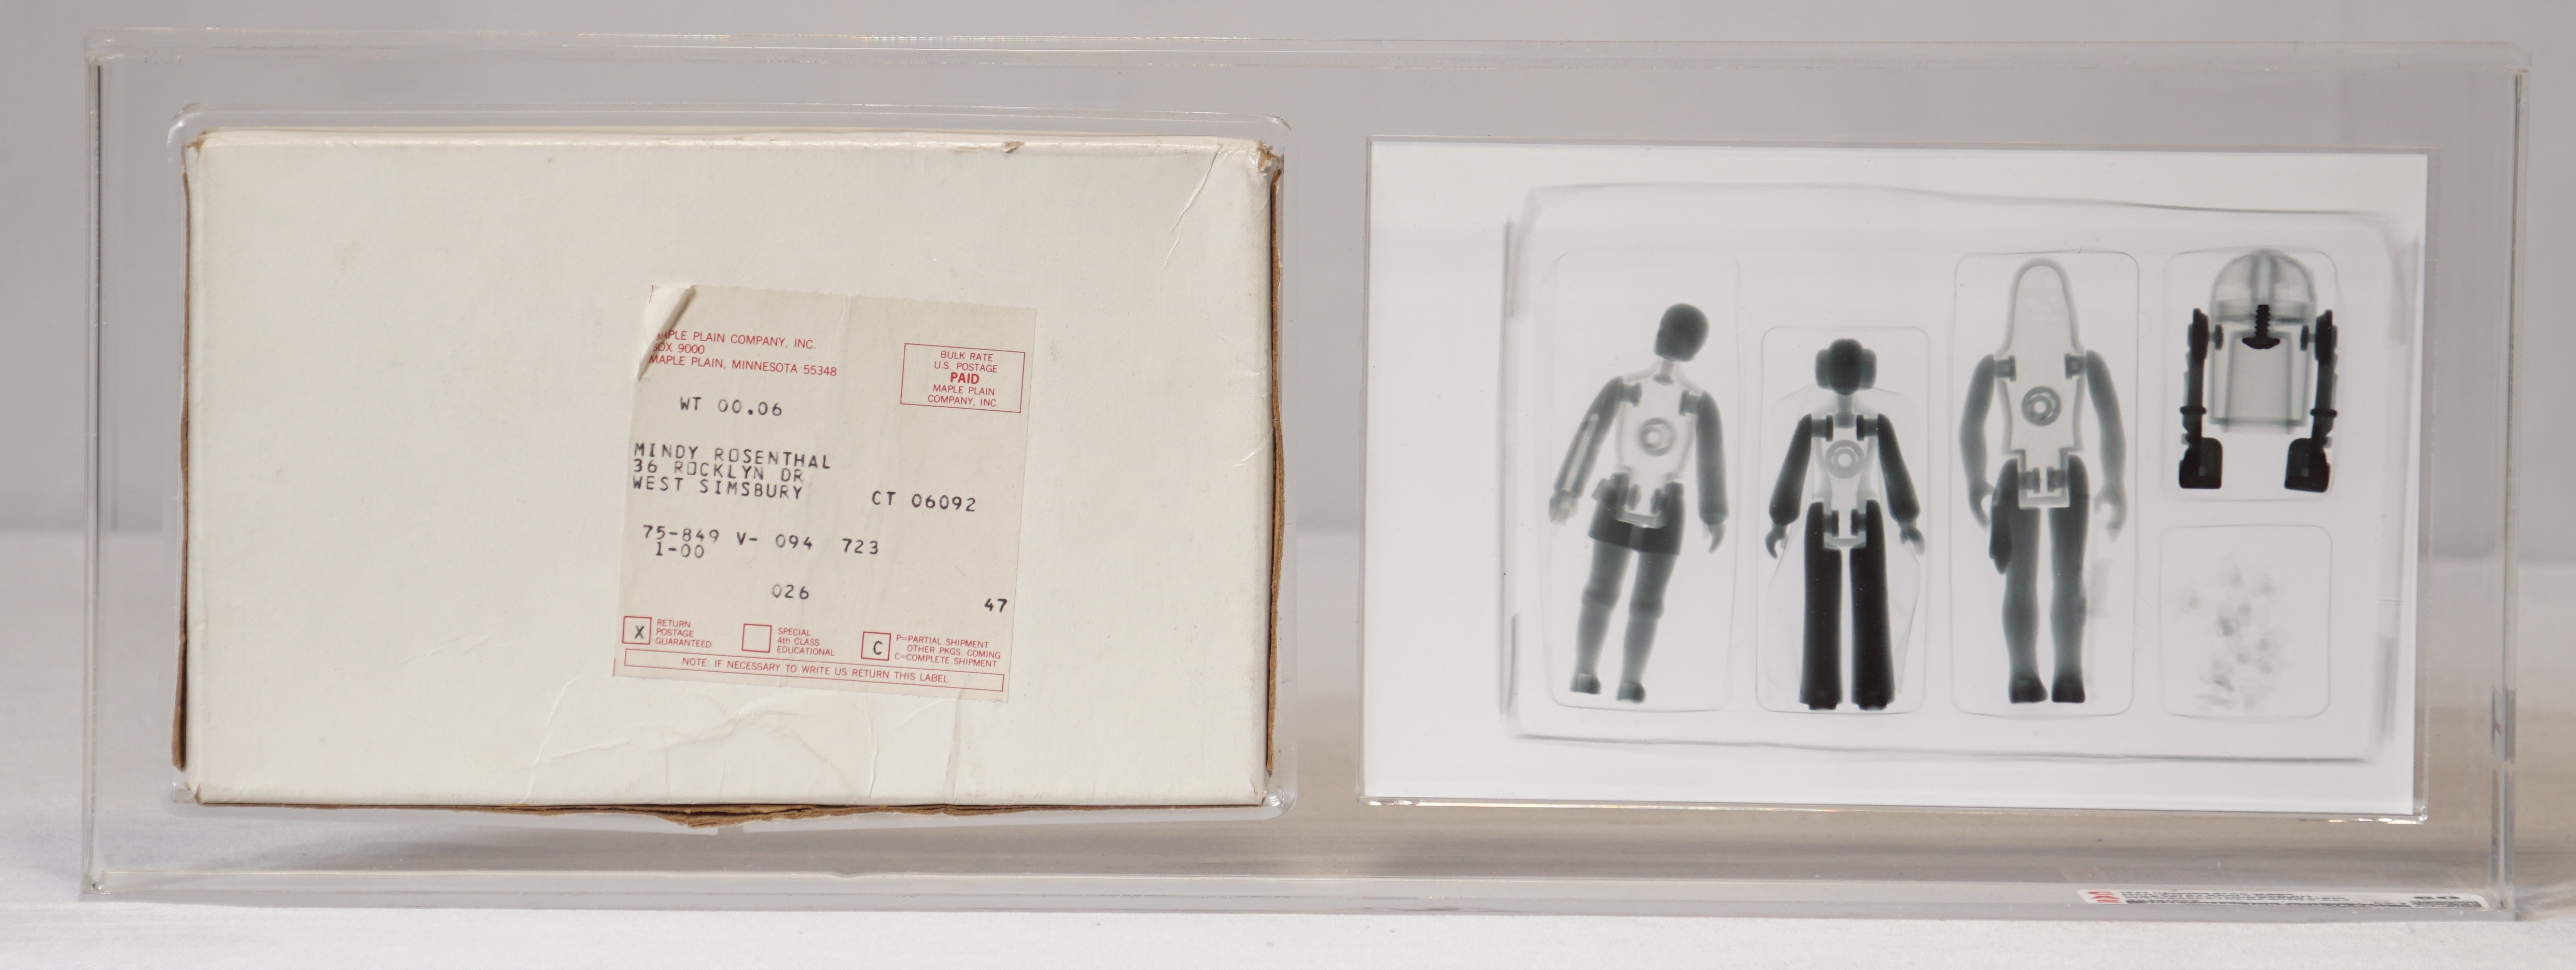 MAPLE PLAIN COMPANY, INC.
BOX 9000
MAPLE PLAIN, MINNESOTA 55348
BULK RATE
U.S. POSTAGE
PAID
MAPLE PLAIN
COMPANY, INC.
WT 00.06
MINDY ROSENTHAL
36 ROCKLYN DR
WEST SIMSBURY CT 06092
75-849 V- 094 723
1-00
026
47
X RETURN
POSTAGE
GUARANTEED
SPECIAL
4th CLASS
EDUCATIONAL
C P=PARTIAL SHIPMENT
OTHER PKGS. COMING
C=COMPLETE SHIPMENT
NOTE: IF NECESSARY TO WRITE US RETURN THIS LABEL